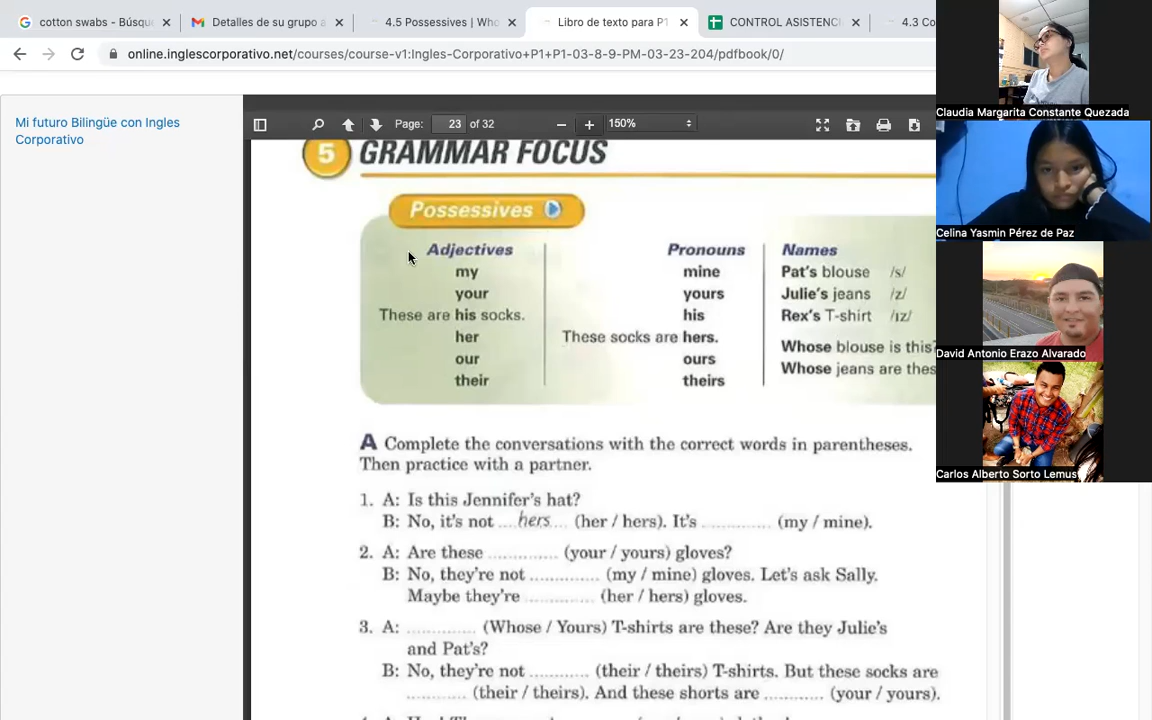 cotton swabs - Búsque
Detalles de su grupo a
4.5 Possessives | Who
Libro de texto para P1
CONTROL ASISTENCI
4.3 Co
online.inglescorporativo.net/courses/course-v1:Ingles-Corporativo+P1+P1-03-8-9-PM-03-23-204/pdfbook/0/
Mi futuro Bilingüe con Ingles
Corporativo
Page: 23 of 32
150%
5 GRAMMAR FOCUS
Possessives
Adjectives
my
your
These are his socks.
her
our
their
Pronouns
mine
yours
his
These socks are hers.
ours
theirs
Names
Pat's blouse /s/
Julie's jeans /z/
Rex's T-shirt /ɪz/
Whose blouse is this?
Whose jeans are thes
A Complete the conversations with the correct words in parentheses.
Then practice with a partner.
1. A: Is this Jennifer's hat?
B: No, it's not ....hers.... (her / hers). It's ............ (my / mine).
2. A: Are these ............ (your / yours) gloves?
B: No, they're not ............ (my / mine) gloves. Let's ask Sally.
Maybe they're ............ (her / hers) gloves.
3. A: ............ (Whose / Yours) T-shirts are these? Are they Julie's
and Pat's?
B: No, they're not ............ (their / theirs) T-shirts. But these socks are
............ (their / theirs). And these shorts are ............ (your / yours).
Claudia Margarita Constante Quezada
Celina Yasmin Pérez de Paz
David Antonio Erazo Alvarado
Carlos Alberto Sorto Lemus